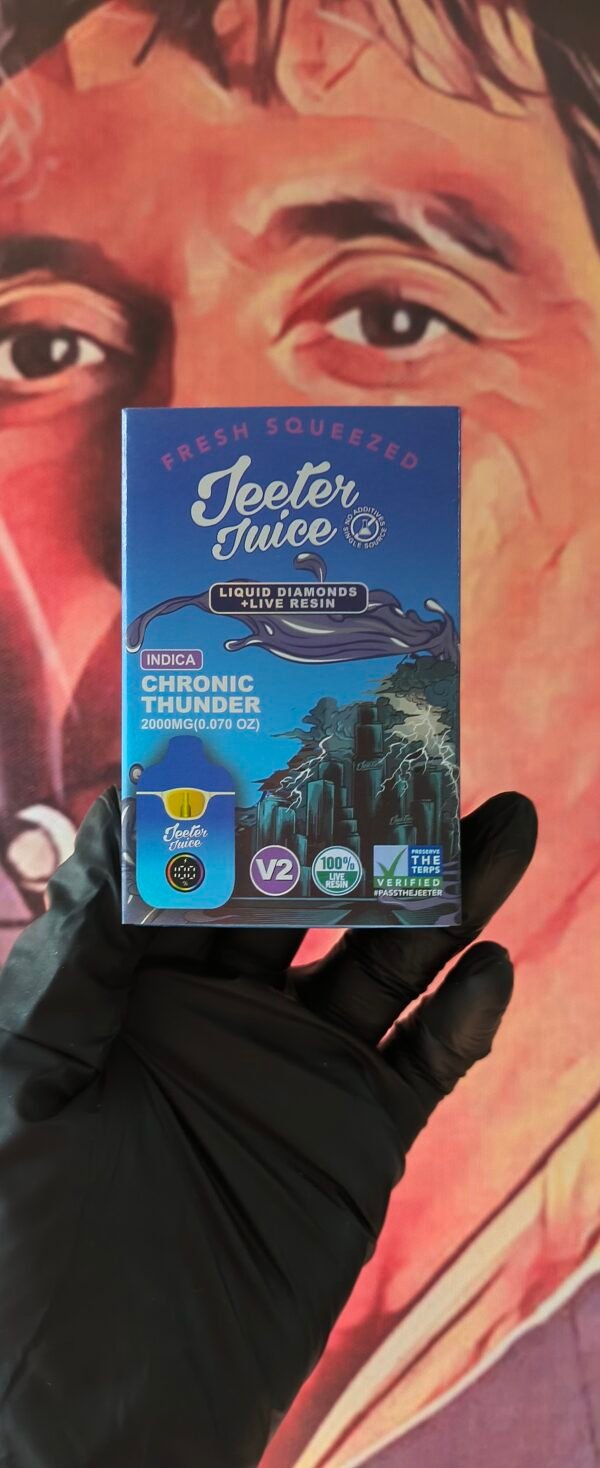 FRESH SQUEEZED
Jeeter
Juice
NO ADDITIVES
SINGLE SOURCE
LIQUID DIAMONDS
+LIVE RESIN
INDICA
CHRONIC
THUNDER
2000MG(0.070 OZ)
Jeeter
Juice
100
%
V2
100%
LIVE
RESIN
PRESERVE
THE
TERPS
VERIFIED
#PASSTHEJEETER